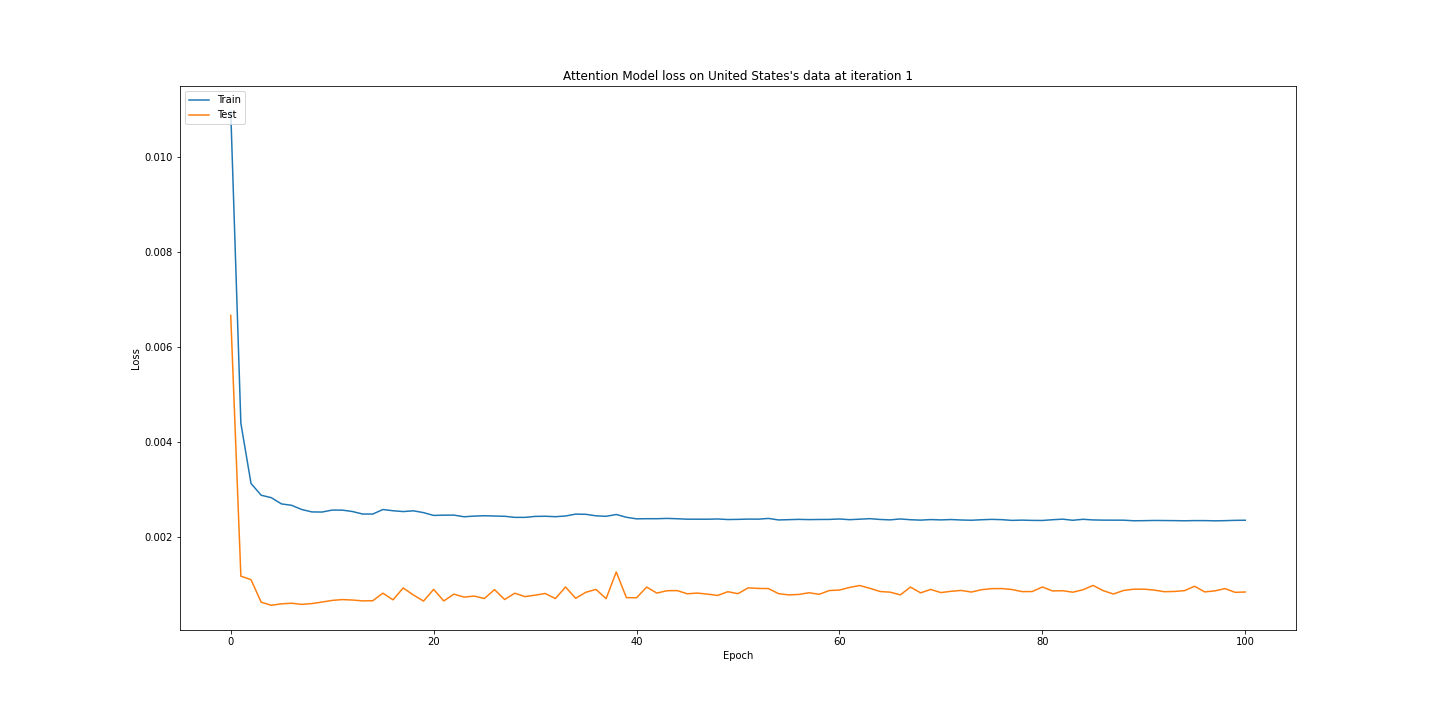 Attention Model loss on United States's data at iteration 1
Train
Test
0.010
0.008
0.006
0.004
0.002
Loss
0
20
40
60
80
100
Epoch